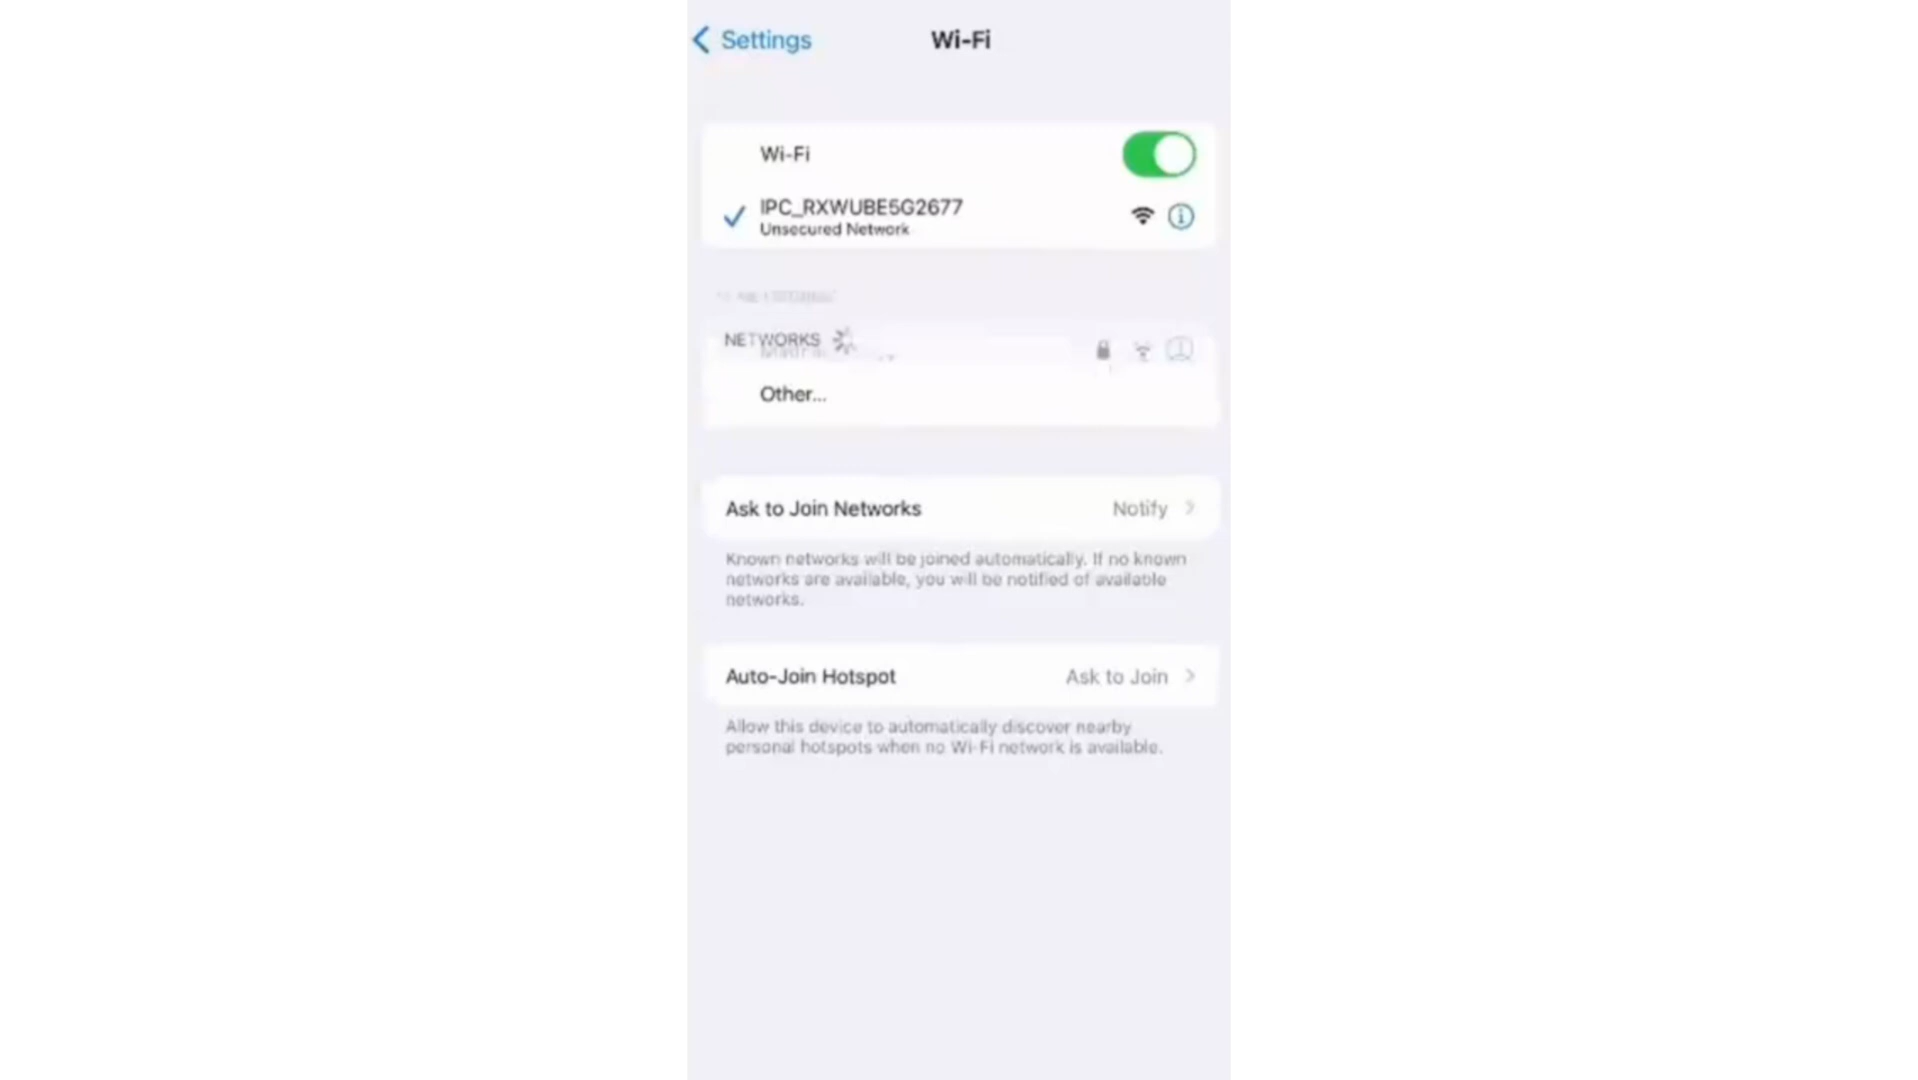 Settings
Wi-Fi
Wi-Fi
IPC_RXWUBE5G2677
Unsecured Network
NETWORKS
Other...
Ask to Join Networks
Notify
Known networks will be joined automatically. If no known
networks are available, you will be notified of available
networks.
Auto-Join Hotspot
Ask to Join
Allow this device to automatically discover nearby
personal hotspots when no Wi-Fi network is available.